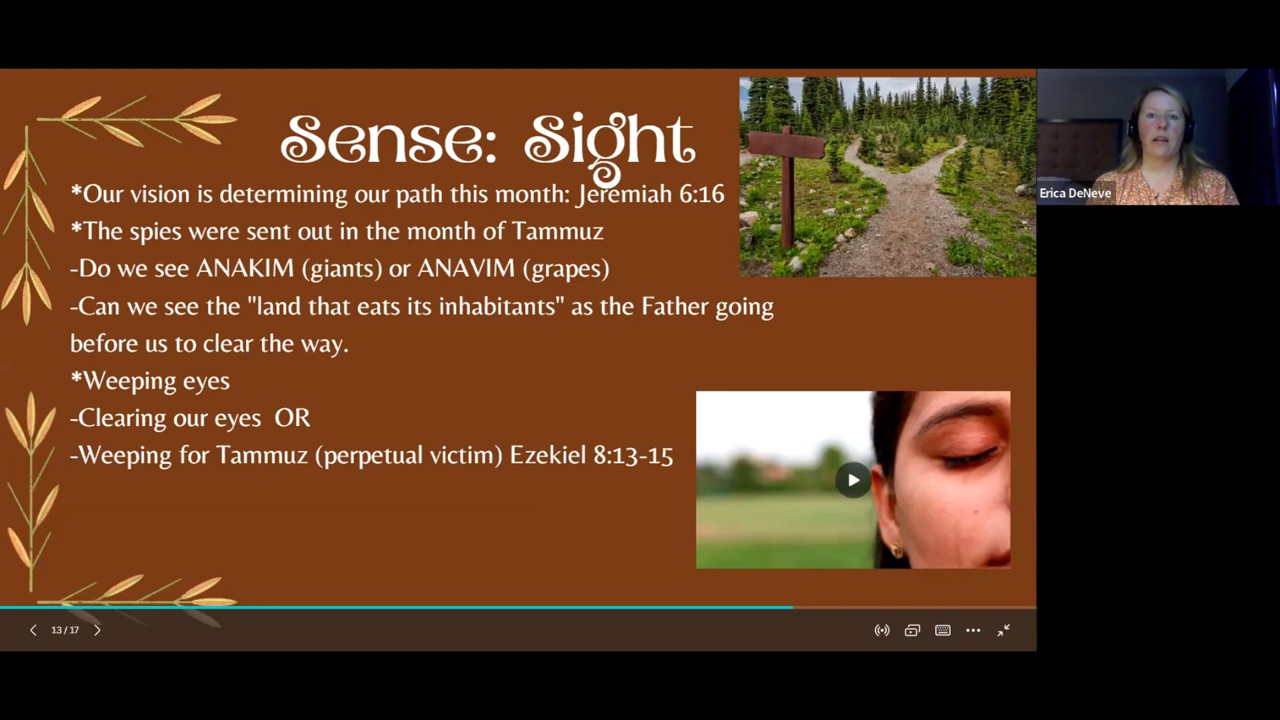 Sense: Sight
*Our vision is determining our path this month: Jeremiah 6:16
*The spies were sent out in the month of Tammuz
-Do we see ANAKIM (giants) or ANAVIM (grapes)
-Can we see the "land that eats its inhabitants" as the Father going
before us to clear the way.
*Weeping eyes
-Clearing our eyes  OR
-Weeping for Tammuz (perpetual victim) Ezekiel 8:13-15
Erica DeNeve
13 / 17